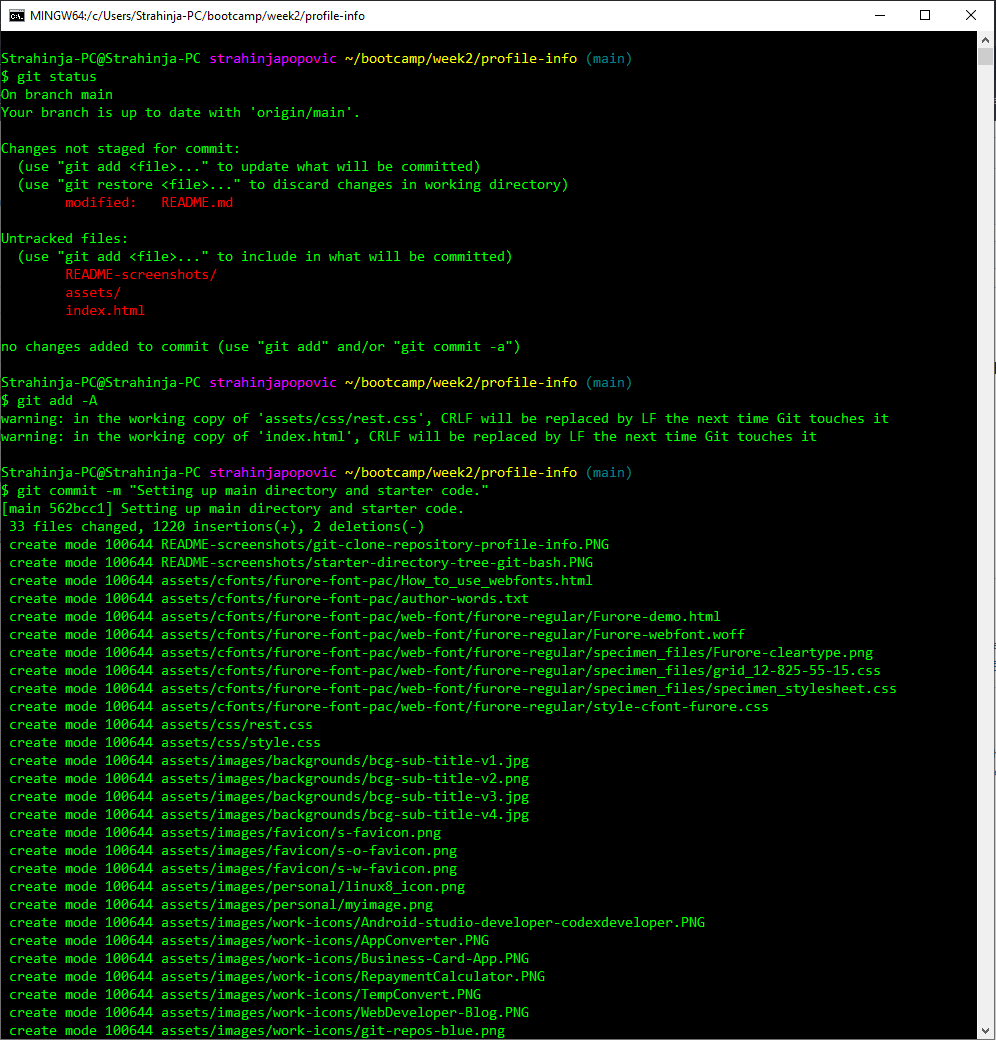 MINGW64:/c/Users/Strahinja-PC/bootcamp/week2/profile-info
Strahinja-PC@Strahinja-PC strahinjapopovic ~/bootcamp/week2/profile-info (main)
$ git status
On branch main
Your branch is up to date with 'origin/main'.
Changes not staged for commit:
  (use "git add <file>..." to update what will be committed)
  (use "git restore <file>..." to discard changes in working directory)
        modified:   README.md
Untracked files:
  (use "git add <file>..." to include in what will be committed)
        README-screenshots/
        assets/
        index.html
no changes added to commit (use "git add" and/or "git commit -a")
Strahinja-PC@Strahinja-PC strahinjapopovic ~/bootcamp/week2/profile-info (main)
$ git add -A
warning: in the working copy of 'assets/css/rest.css', CRLF will be replaced by LF the next time Git touches it
warning: in the working copy of 'index.html', CRLF will be replaced by LF the next time Git touches it
Strahinja-PC@Strahinja-PC strahinjapopovic ~/bootcamp/week2/profile-info (main)
$ git commit -m "Setting up main directory and starter code."
[main 562bcc1] Setting up main directory and starter code.
 33 files changed, 1220 insertions(+), 2 deletions(-)
 create mode 100644 README-screenshots/git-clone-repository-profile-info.PNG
 create mode 100644 README-screenshots/starter-directory-tree-git-bash.PNG
 create mode 100644 assets/cfonts/furore-font-pac/How_to_use_webfonts.html
 create mode 100644 assets/cfonts/furore-font-pac/author-words.txt
 create mode 100644 assets/cfonts/furore-font-pac/web-font/furore-regular/Furore-demo.html
 create mode 100644 assets/cfonts/furore-font-pac/web-font/furore-regular/Furore-webfont.woff
 create mode 100644 assets/cfonts/furore-font-pac/web-font/furore-regular/specimen_files/Furore-cleartype.png
 create mode 100644 assets/cfonts/furore-font-pac/web-font/furore-regular/specimen_files/grid_12-825-55-15.css
 create mode 100644 assets/cfonts/furore-font-pac/web-font/furore-regular/specimen_files/specimen_stylesheet.css
 create mode 100644 assets/cfonts/furore-font-pac/web-font/furore-regular/style-cfont-furore.css
 create mode 100644 assets/css/rest.css
 create mode 100644 assets/css/style.css
 create mode 100644 assets/images/backgrounds/bcg-sub-title-v1.jpg
 create mode 100644 assets/images/backgrounds/bcg-sub-title-v2.png
 create mode 100644 assets/images/backgrounds/bcg-sub-title-v3.jpg
 create mode 100644 assets/images/backgrounds/bcg-sub-title-v4.jpg
 create mode 100644 assets/images/favicon/s-favicon.png
 create mode 100644 assets/images/favicon/s-o-favicon.png
 create mode 100644 assets/images/favicon/s-w-favicon.png
 create mode 100644 assets/images/personal/linux8_icon.png
 create mode 100644 assets/images/personal/myimage.png
 create mode 100644 assets/images/work-icons/Android-studio-developer-codexdeveloper.PNG
 create mode 100644 assets/images/work-icons/AppConverter.PNG
 create mode 100644 assets/images/work-icons/Business-Card-App.PNG
 create mode 100644 assets/images/work-icons/RepaymentCalculator.PNG
 create mode 100644 assets/images/work-icons/TempConvert.PNG
 create mode 100644 assets/images/work-icons/WebDeveloper-Blog.PNG
 create mode 100644 assets/images/work-icons/git-repos-blue.png